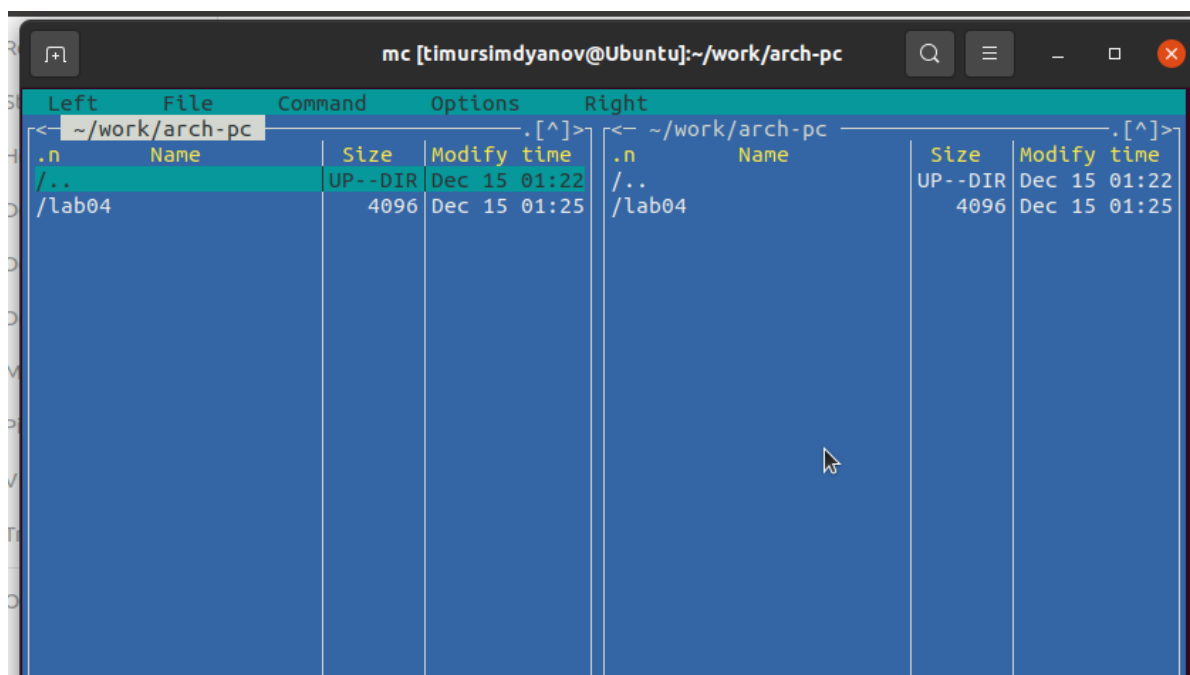 mc [timursimdyanov@Ubuntu]:~/work/arch-pc
Left File Command Options Right
<─ ~/work/arch-pc ─.[^]> <─ ~/work/arch-pc ─.[^]>
.n Name Size Modify time .n Name Size Modify time
/.. UP--DIR Dec 15 01:22 /.. UP--DIR Dec 15 01:22
/lab04 4096 Dec 15 01:25 /lab04 4096 Dec 15 01:25